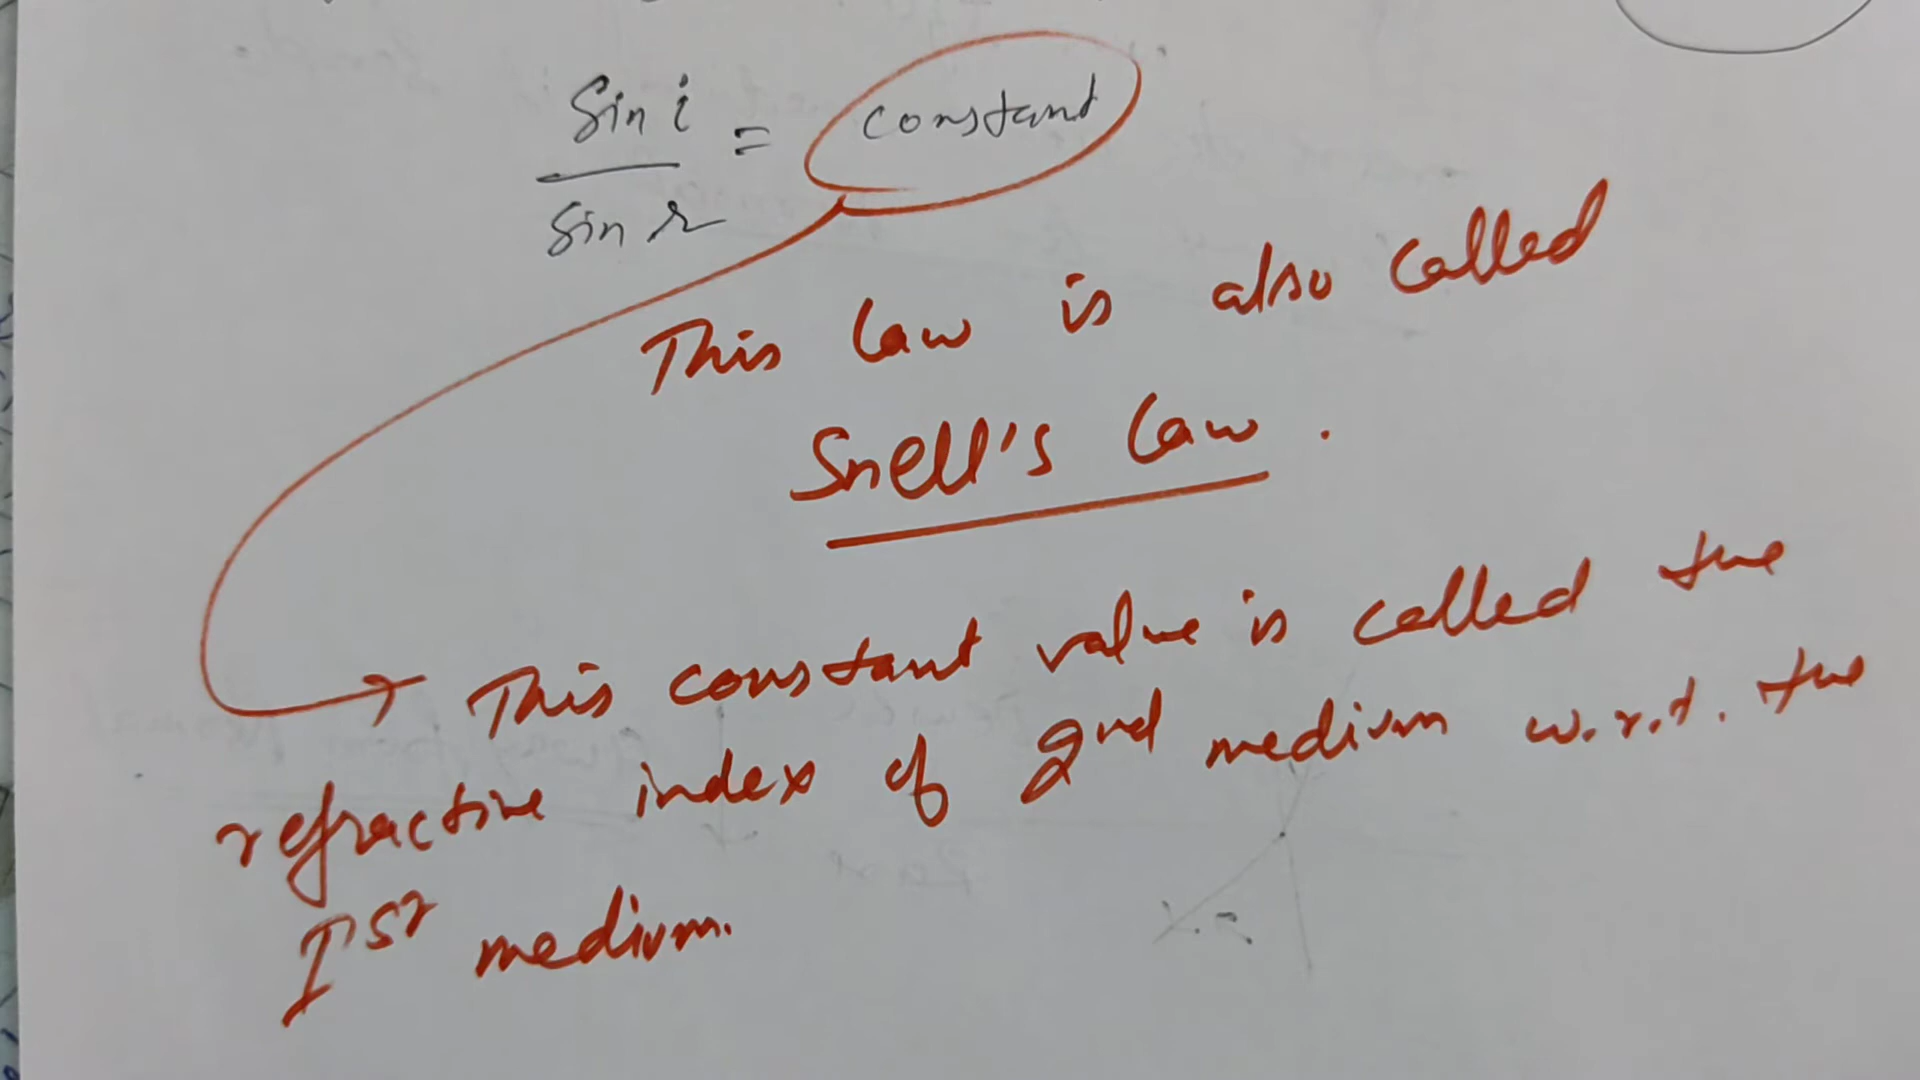 Sin i
Sin r
= constant
This law is also called
Snell's law.
This constant value is called the
refractive index of 2nd medium w.r.t. the
Ist medium.